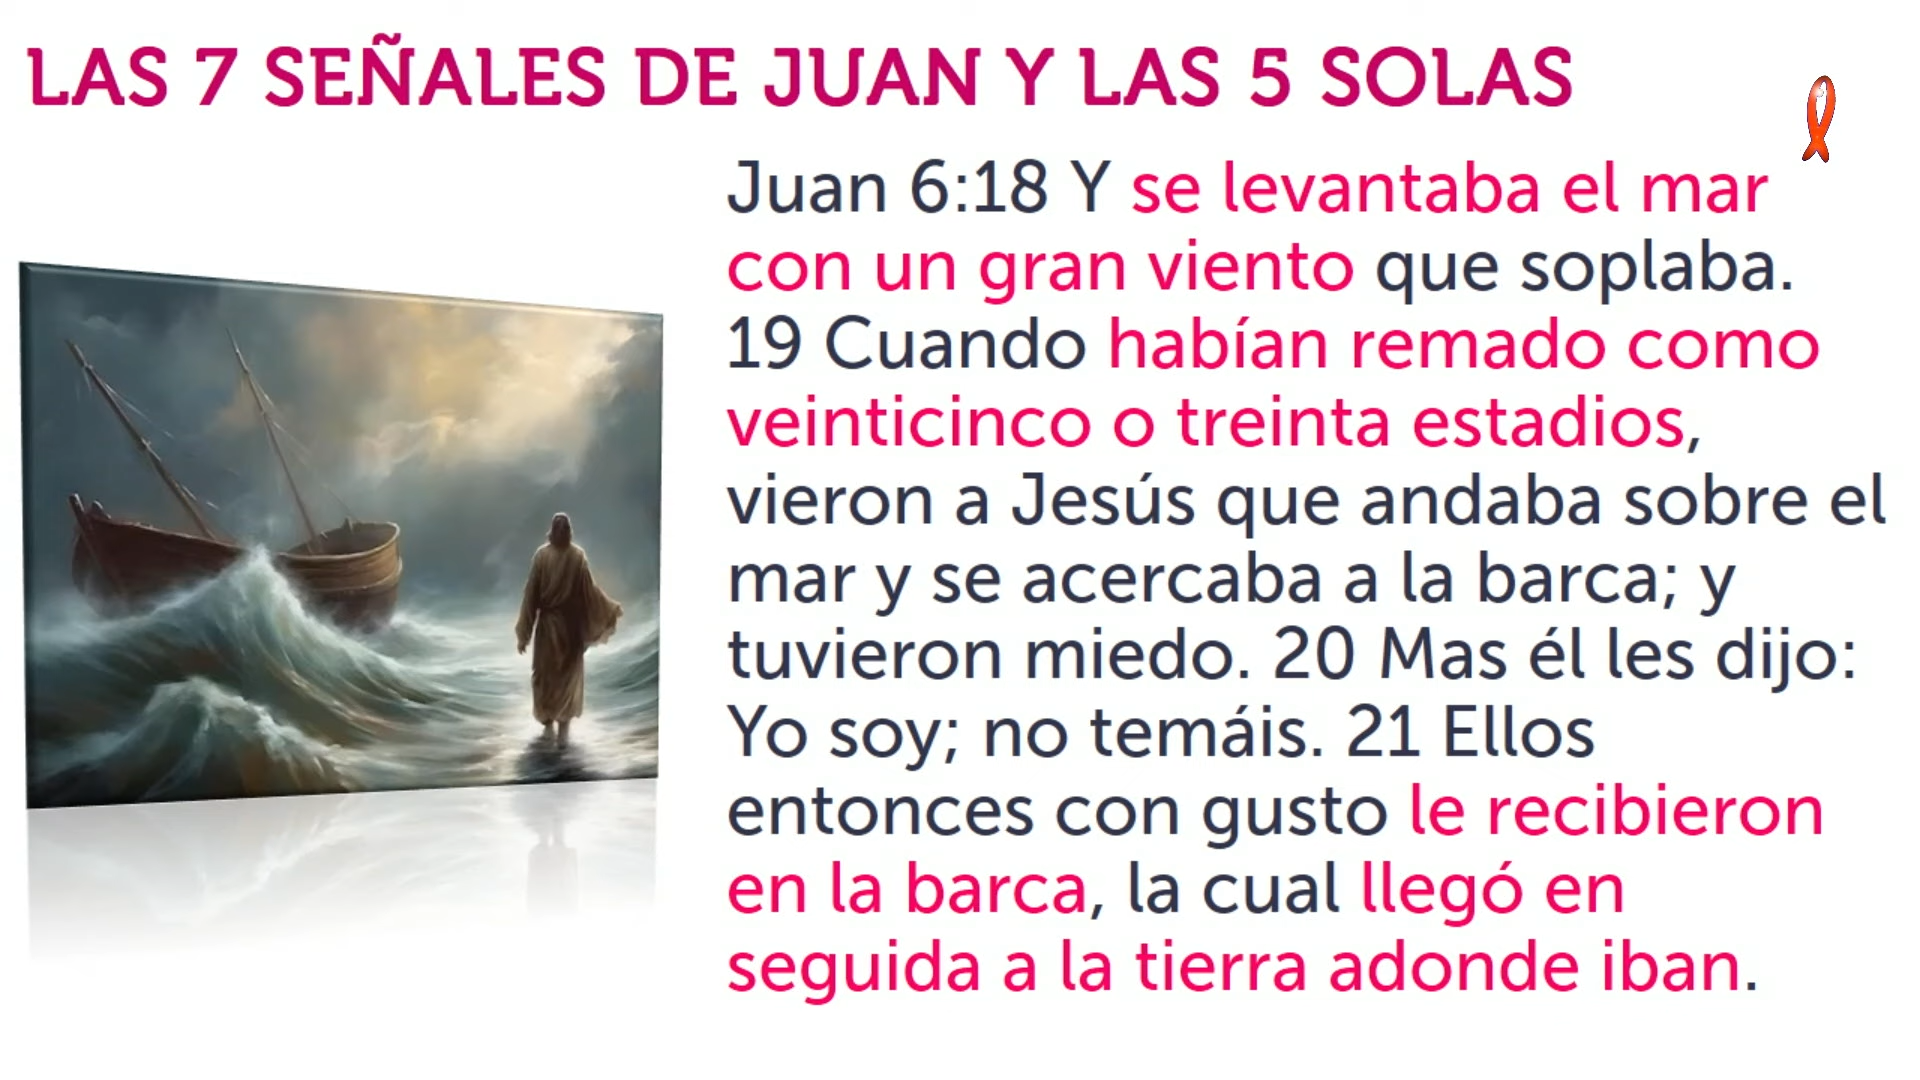 LAS 7 SEÑALES DE JUAN Y LAS 5 SOLAS
Juan 6:18 Y se levantaba el mar
con un gran viento que soplaba.
19 Cuando habían remado como
veinticinco o treinta estadios,
vieron a Jesús que andaba sobre el
mar y se acercaba a la barca; y
tuvieron miedo. 20 Mas él les dijo:
Yo soy; no temáis. 21 Ellos
entonces con gusto le recibieron
en la barca, la cual llegó en
seguida a la tierra adonde iban.